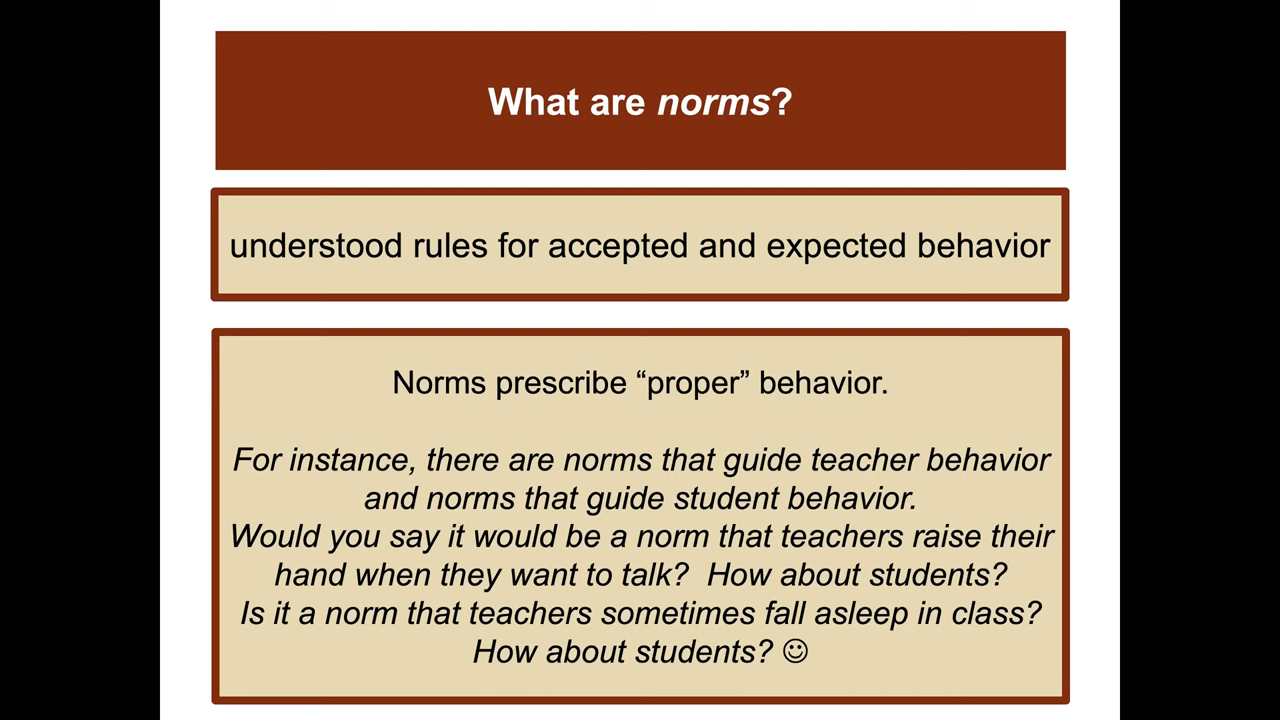 What are norms?
understood rules for accepted and expected behavior
Norms prescribe “proper” behavior.
For instance, there are norms that guide teacher behavior
and norms that guide student behavior.
Would you say it would be a norm that teachers raise their
hand when they want to talk?  How about students?
Is it a norm that teachers sometimes fall asleep in class?
How about students? ☺